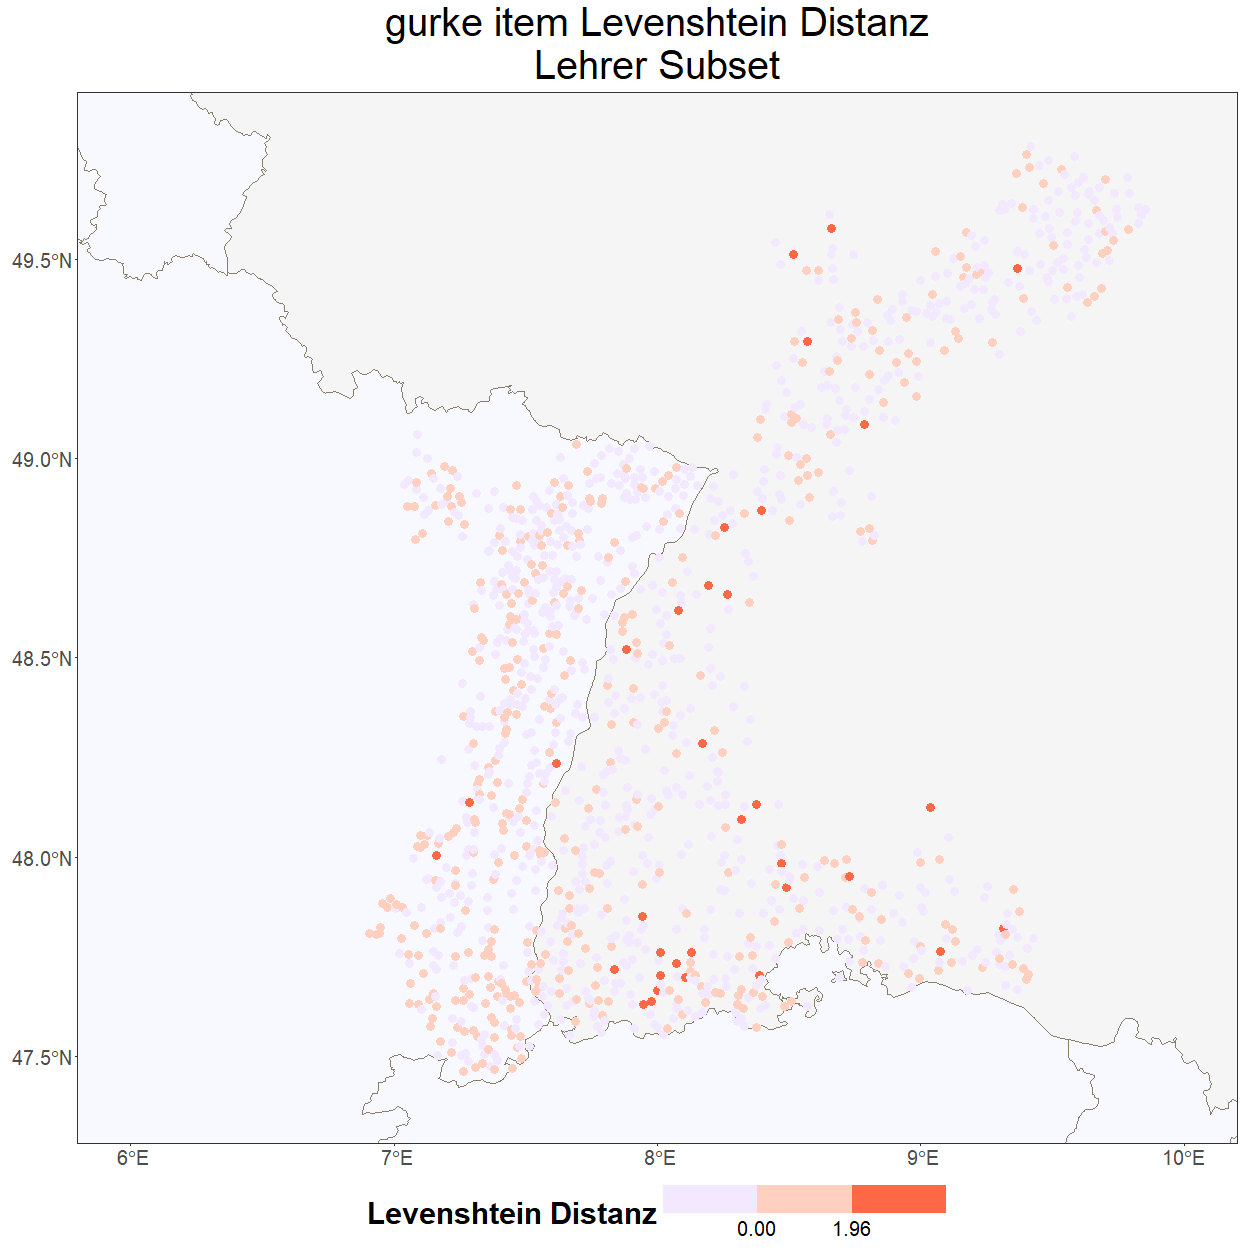 gurke item Levenshtein Distanz
Lehrer Subset
49.5°N
49.0°N
48.5°N
48.0°N
47.5°N
6°E 7°E 8°E 9°E 10°E
Levenshtein Distanz
0.00 1.96